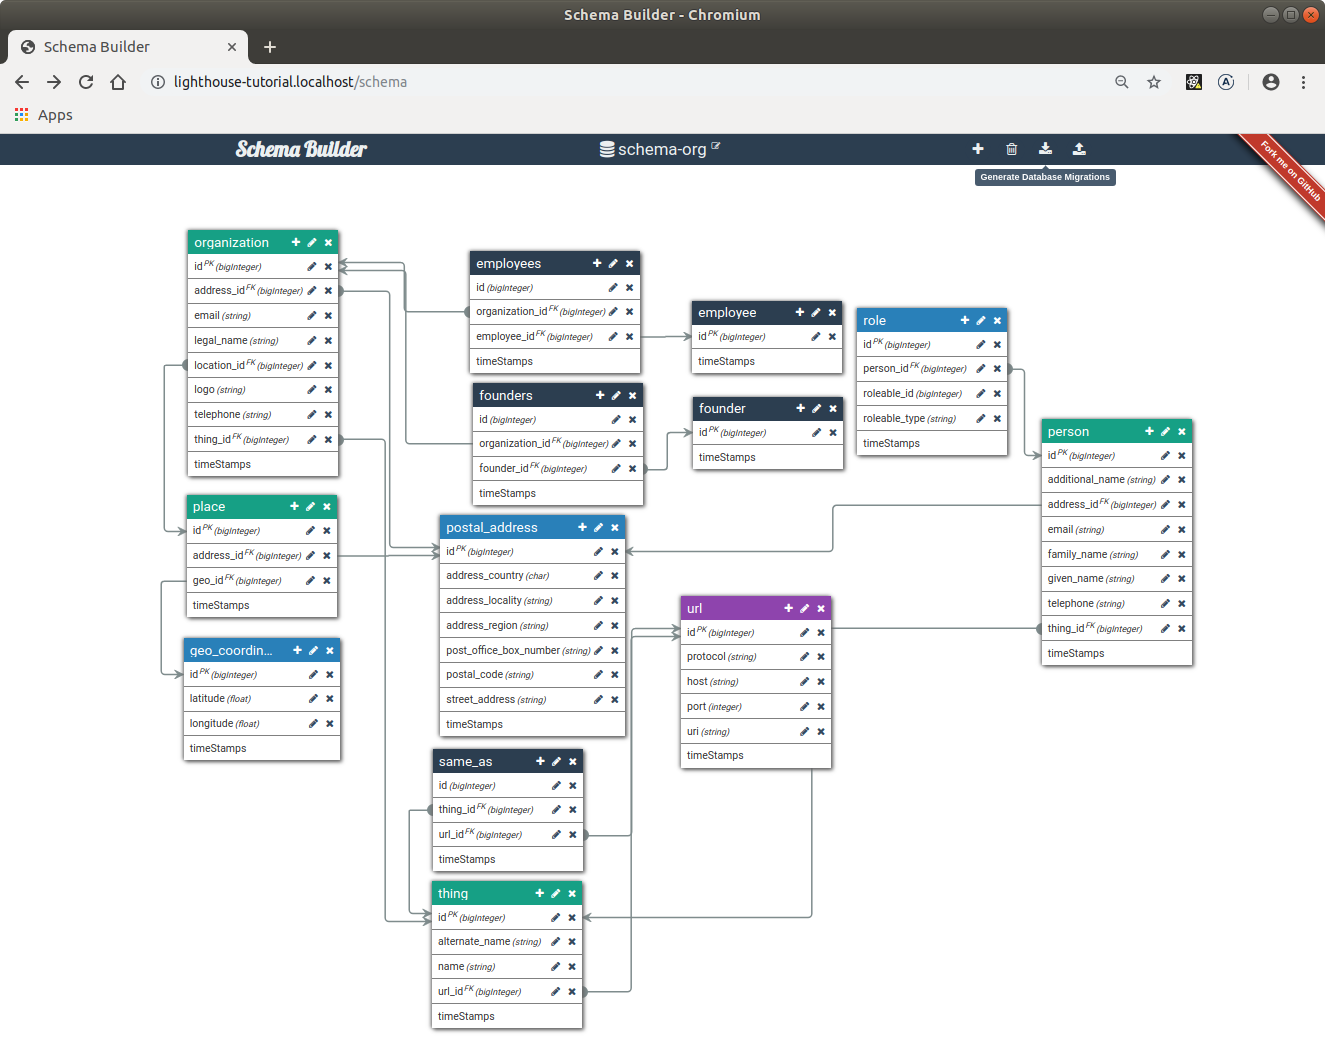 Schema Builder - Chromium
Schema Builder
lighthouse-tutorial.localhost/schema
Apps
Schema Builder
schema-org
Fork me on GitHub
Generate Database Migrations
organization
id PK (bigInteger)
address_id FK (bigInteger)
email (string)
legal_name (string)
location_id FK (bigInteger)
logo (string)
telephone (string)
thing_id FK (bigInteger)
timeStamps
employees
id (bigInteger)
organization_id FK (bigInteger)
employee_id FK (bigInteger)
timeStamps
employee
id PK (bigInteger)
timeStamps
role
id PK (bigInteger)
person_id FK (bigInteger)
roleable_id (bigInteger)
roleable_type (string)
timeStamps
founders
id (bigInteger)
organization_id FK (bigInteger)
founder_id FK (bigInteger)
timeStamps
founder
id PK (bigInteger)
timeStamps
person
id PK (bigInteger)
additional_name (string)
address_id FK (bigInteger)
email (string)
family_name (string)
given_name (string)
telephone (string)
thing_id FK (bigInteger)
timeStamps
place
id PK (bigInteger)
address_id FK (bigInteger)
geo_id FK (bigInteger)
timeStamps
postal_address
id PK (bigInteger)
address_country (char)
address_locality (string)
address_region (string)
post_office_box_number (string)
postal_code (string)
street_address (string)
timeStamps
url
id PK (bigInteger)
protocol (string)
host (string)
port (integer)
uri (string)
timeStamps
geo_coordin...
id PK (bigInteger)
latitude (float)
longitude (float)
timeStamps
same_as
id (bigInteger)
thing_id FK (bigInteger)
url_id FK (bigInteger)
timeStamps
thing
id PK (bigInteger)
alternate_name (string)
name (string)
url_id FK (bigInteger)
timeStamps